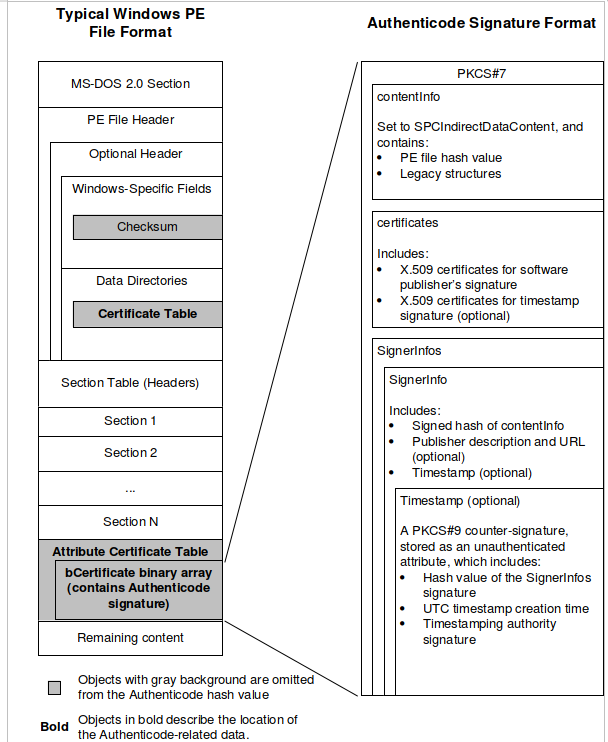 Typical Windows PE
File Format
MS-DOS 2.0 Section
PE File Header
Optional Header
Windows-Specific Fields
Checksum
Data Directories
Certificate Table
Section Table (Headers)
Section 1
Section 2
...
Section N
Attribute Certificate Table
bCertificate binary array
(contains Authenticode
signature)
Remaining content
Objects with gray background are omitted
from the Authenticode hash value
Bold Objects in bold describe the location of
the Authenticode-related data.
Authenticode Signature Format
PKCS#7
contentInfo
Set to SPCIndirectDataContent, and
contains:
• PE file hash value
• Legacy structures
certificates
Includes:
• X.509 certificates for software
publisher's signature
• X.509 certificates for timestamp
signature (optional)
SignerInfos
SignerInfo
Includes:
• Signed hash of contentInfo
• Publisher description and URL
(optional)
• Timestamp (optional)
Timestamp (optional)
A PKCS#9 counter-signature,
stored as an unauthenticated
attribute, which includes:
• Hash value of the SignerInfos
signature
• UTC timestamp creation time
• Timestamping authority
signature